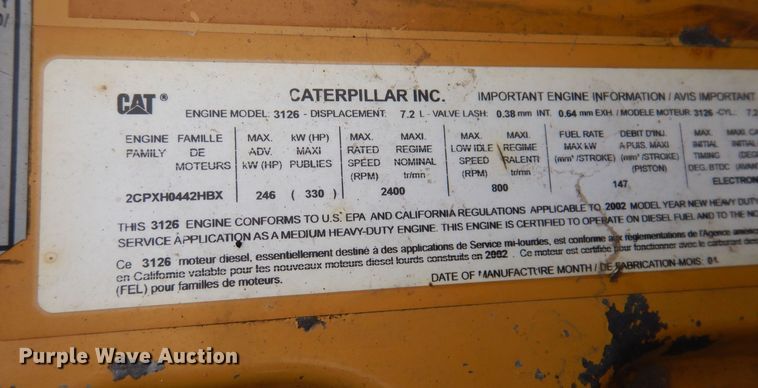 CAT ® CATERPILLAR INC. IMPORTANT ENGINE INFORMATION / AVIS IMPORTANT
ENGINE MODEL 3126 - DISPLACEMENT 7.2 L - VALVE LASH: 0.38 mm INT. 0.64 mm EXH. / MODELE MOTEUR 3126 -CYL. 7.2
ENGINE FAMILY
FAMILLE DE MOTEURS
MAX. ADV. kW (HP)
kW (HP) MAXI PUBLIES
MAX. RATED SPEED (RPM)
MAXI. REGIME NOMINAL tr/mn
MAX. LOW IDLE SPEED (RPM)
MAXI. REGIME RALENTI tr/mn
FUEL RATE MAX kW (mm³ /STROKE)
DEBIT D'INJ. A PUIS. MAXI (mm³ /STROKE) (PISTON)
MAX. INITIAL TIMING DEG. BTDC
MAXI INITIAL
2CPXH0442HBX 246 ( 330) 2400 800 147 ELECTRON
THIS 3126 ENGINE CONFORMS TO U.S. EPA AND CALIFORNIA REGULATIONS APPLICABLE TO 2002 MODEL YEAR NEW HEAVY DUTY
SERVICE APPLICATION AS A MEDIUM HEAVY-DUTY ENGINE. THIS ENGINE IS CERTIFIED TO OPERATE ON DIESEL FUEL AND TO THE NO
Ce 3126 moteur diesel, essentiellement destiné à des applications de Service mi-lourdes, est conforme aux réglementations de l'Agence améric
en Californie valable pour les nouveaux moteurs diesel lourds construits en 2002 . Ce moteur est certifié pour fonctionner avec le carburant dies
(FEL) pour familles de moteurs.
DATE OF MANUFACTURE MONTH / DE FABRICATION-MOIS: 01
Purple Wave Auction